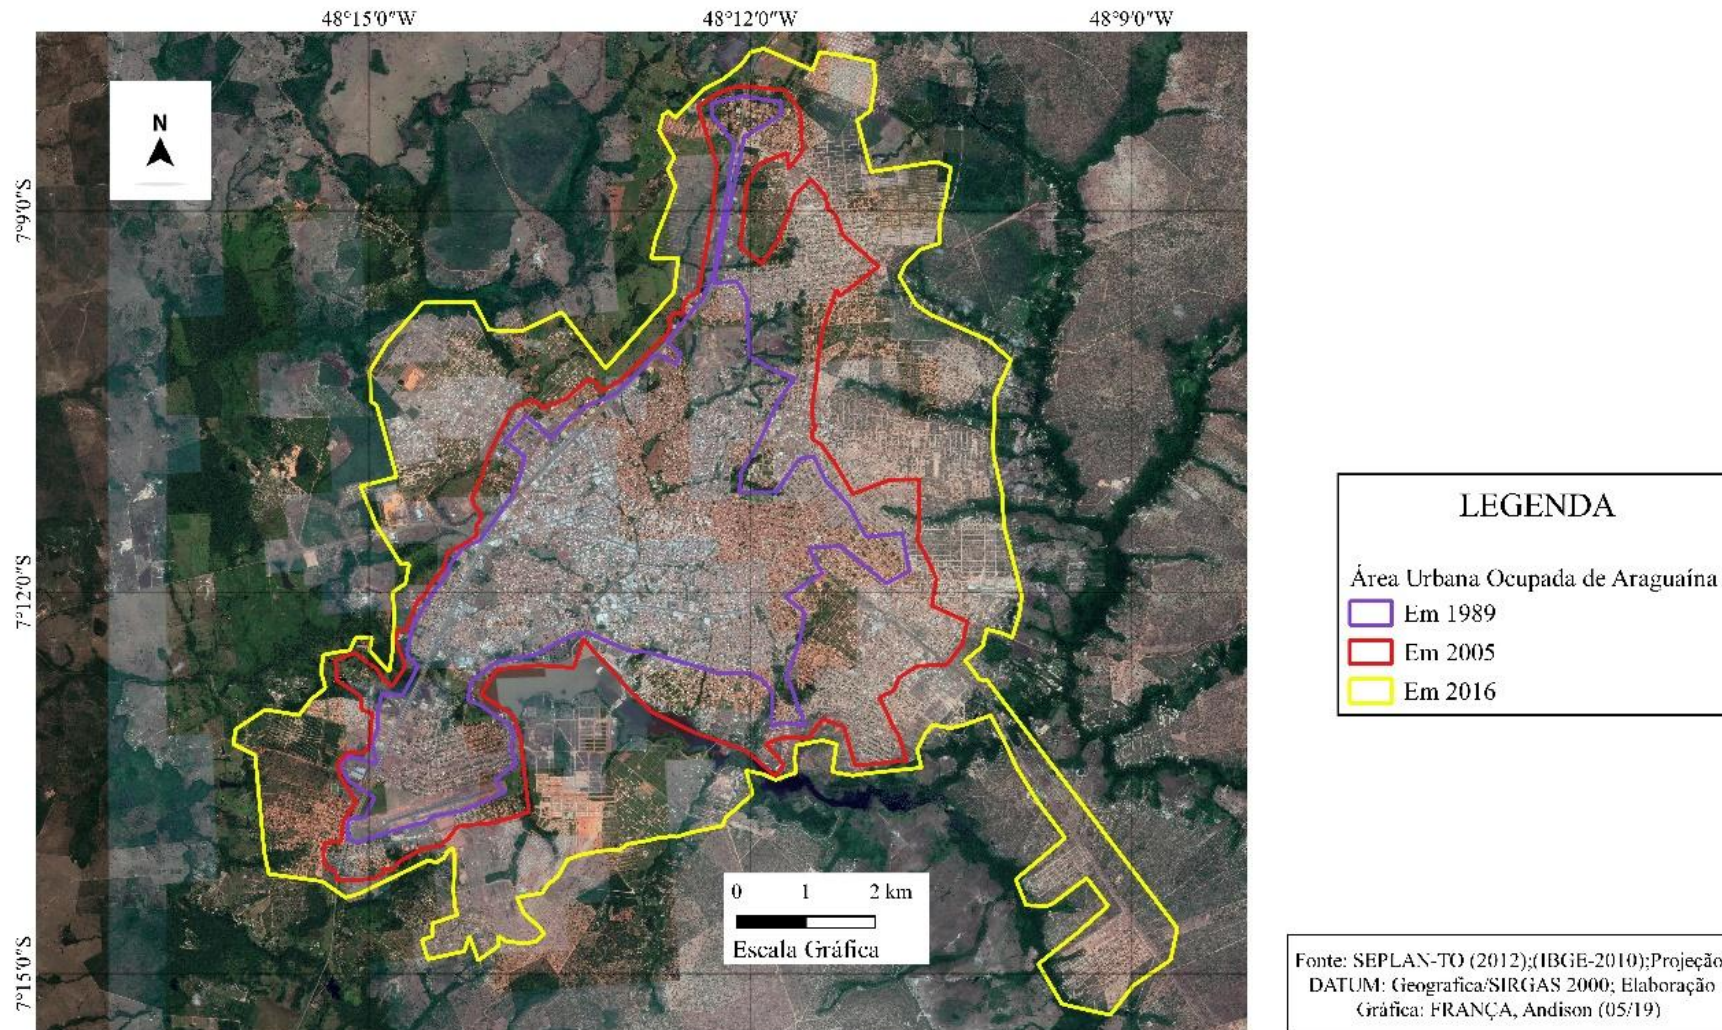 48°15'0"W
48°12'0"W
48°9'0"W
N
7°9'0"S
7°12'0"S
7°15'0"S
LEGENDA
Área Urbana Ocupada de Araguaína
Em 1989
Em 2005
Em 2016
0 1 2 km
Escala Gráfica
Fonte: SEPLAN-TO (2012);(IBGE-2010);Projeção
DATUM: Geografica/SIRGAS 2000; Elaboração
Gráfica: FRANÇA, Andison (05/19)